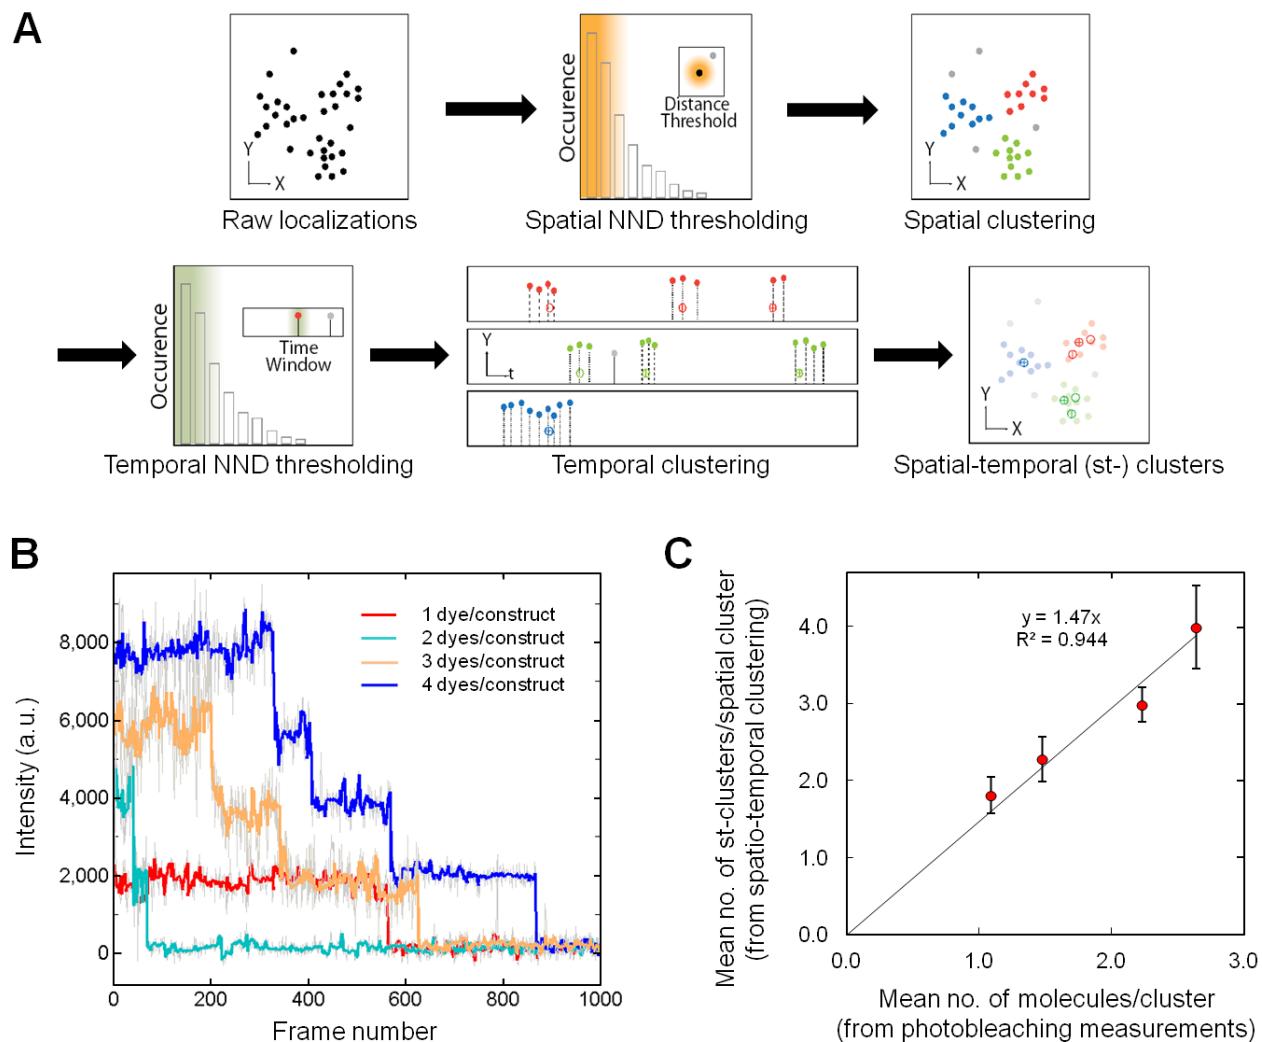 A
Y
X
Raw localizations
Occurence
Distance
Threshold
Spatial NND thresholding
Y
X
Spatial clustering
Occurence
Time
Window
Temporal NND thresholding
Y
t
Temporal clustering
Y
X
Spatial-temporal (st-) clusters
B
1 dye/construct
2 dyes/construct
3 dyes/construct
4 dyes/construct
8,000
6,000
4,000
2,000
0
Intensity (a.u.)
0 200 400 600 800 1000
Frame number
C
Mean no. of st-clusters/spatial cluster
(from spatio-temporal clustering)
y = 1.47x
R² = 0.944
4.0
3.0
2.0
1.0
0.0
0.0 1.0 2.0 3.0
Mean no. of molecules/cluster
(from photobleaching measurements)